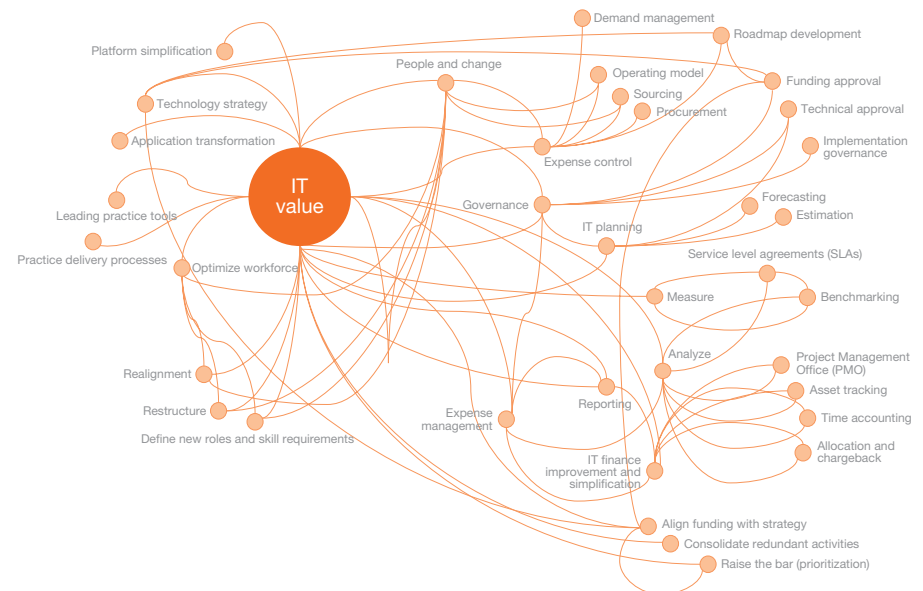 Demand management
Roadmap development
Platform simplification
People and change
Operating model
Funding approval
Sourcing
Technology strategy
Procurement
Technical approval
Application transformation
Implementation
governance
Expense control
IT
value
Forecasting
Governance
Estimation
Leading practice tools
IT planning
Service level agreements (SLAs)
Practice delivery processes
Optimize workforce
Measure
Benchmarking
Analyze
Project Management
Office (PMO)
Realignment
Asset tracking
Reporting
Restructure
Expense
management
Time accounting
Define new roles and skill requirements
Allocation and
chargeback
IT finance
improvement and
simplification
Align funding with strategy
Consolidate redundant activities
Raise the bar (prioritization)